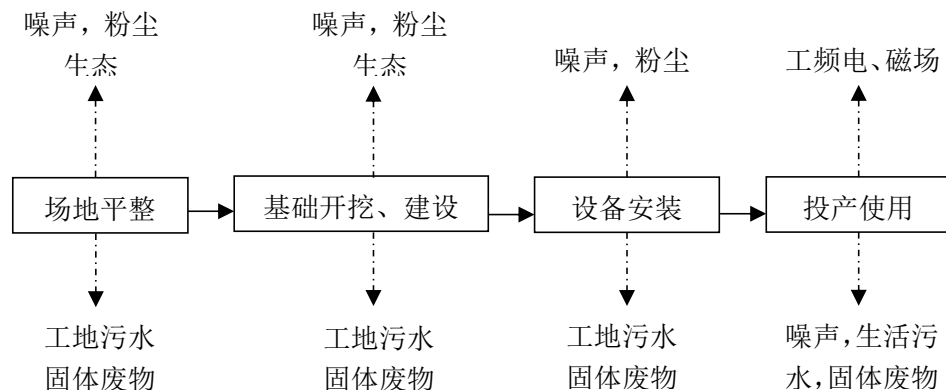 噪声，粉尘
生态
噪声，粉尘
生态
噪声，粉尘
工频电、磁场
场地平整
基础开挖、建设
设备安装
投产使用
工地污水
固体废物
工地污水
固体废物
工地污水
固体废物
噪声，生活污
水，固体废物